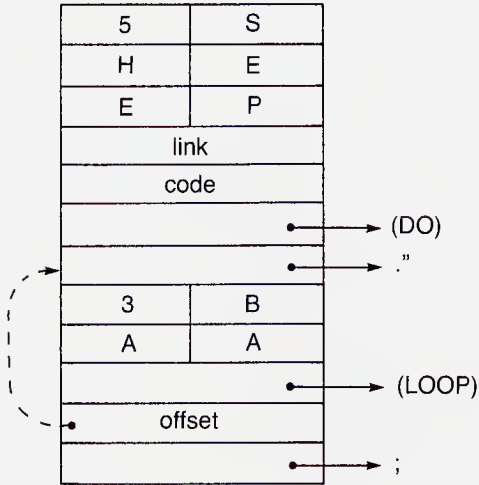 5 S
H E
E P
link
code
(DO)
."
3 B
A A
(LOOP)
offset
;